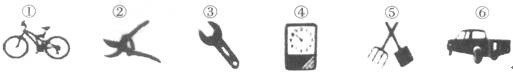 ① ② ③ ④ ⑤ ⑥